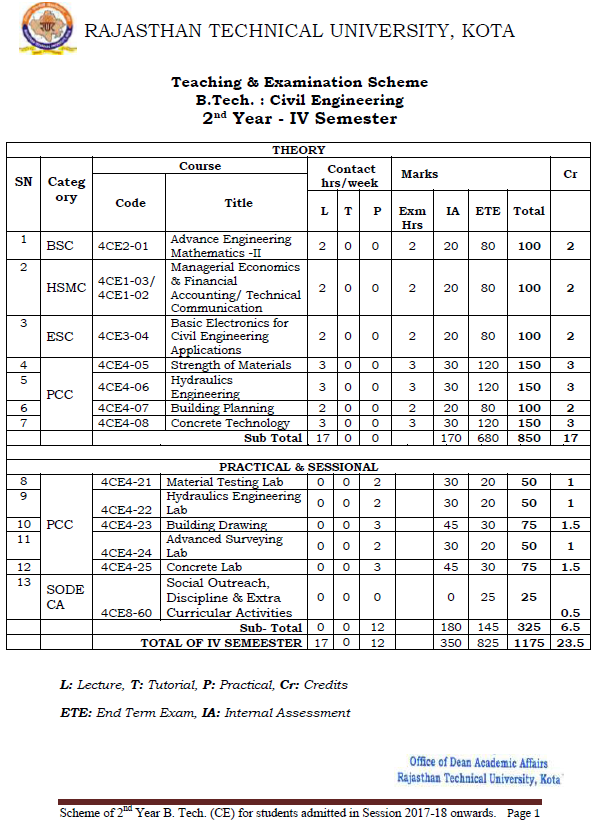 RAJASTHAN TECHNICAL UNIVERSITY, KOTA
Teaching & Examination Scheme
B.Tech. : Civil Engineering
2nd Year - IV Semester
THEORY
SN Categ ory Course Contact hrs/week Marks Cr
Code Title L T P Exm Hrs IA ETE Total
1 BSC 4CE2-01 Advance Engineering Mathematics -II 2 0 0 2 20 80 100 2
2 HSMC 4CE1-03/ 4CE1-02 Managerial Economics & Financial Accounting/ Technical Communication 2 0 0 2 20 80 100 2
3 ESC 4CE3-04 Basic Electronics for Civil Engineering Applications 2 0 0 2 20 80 100 2
4 PCC 4CE4-05 Strength of Materials 3 0 0 3 30 120 150 3
5 4CE4-06 Hydraulics Engineering 3 0 0 3 30 120 150 3
6 4CE4-07 Building Planning 2 0 0 2 20 80 100 2
7 4CE4-08 Concrete Technology 3 0 0 3 30 120 150 3
Sub Total 17 0 0 170 680 850 17
PRACTICAL & SESSIONAL
8 PCC 4CE4-21 Material Testing Lab 0 0 2 30 20 50 1
9 4CE4-22 Hydraulics Engineering Lab 0 0 2 30 20 50 1
10 4CE4-23 Building Drawing 0 0 3 45 30 75 1.5
11 4CE4-24 Advanced Surveying Lab 0 0 2 30 20 50 1
12 4CE4-25 Concrete Lab 0 0 3 45 30 75 1.5
13 SODE CA 4CE8-60 Social Outreach, Discipline & Extra Curricular Activities 0 0 0 0 25 25 0.5
Sub- Total 0 0 12 180 145 325 6.5
TOTAL OF IV SEMEESTER 17 0 12 350 825 1175 23.5
L: Lecture, T: Tutorial, P: Practical, Cr: Credits
ETE: End Term Exam, IA: Internal Assessment
Office of Dean Academic Affairs
Rajasthan Technical University, Kota
Scheme of 2nd Year B. Tech. (CE) for students admitted in Session 2017-18 onwards. Page 1